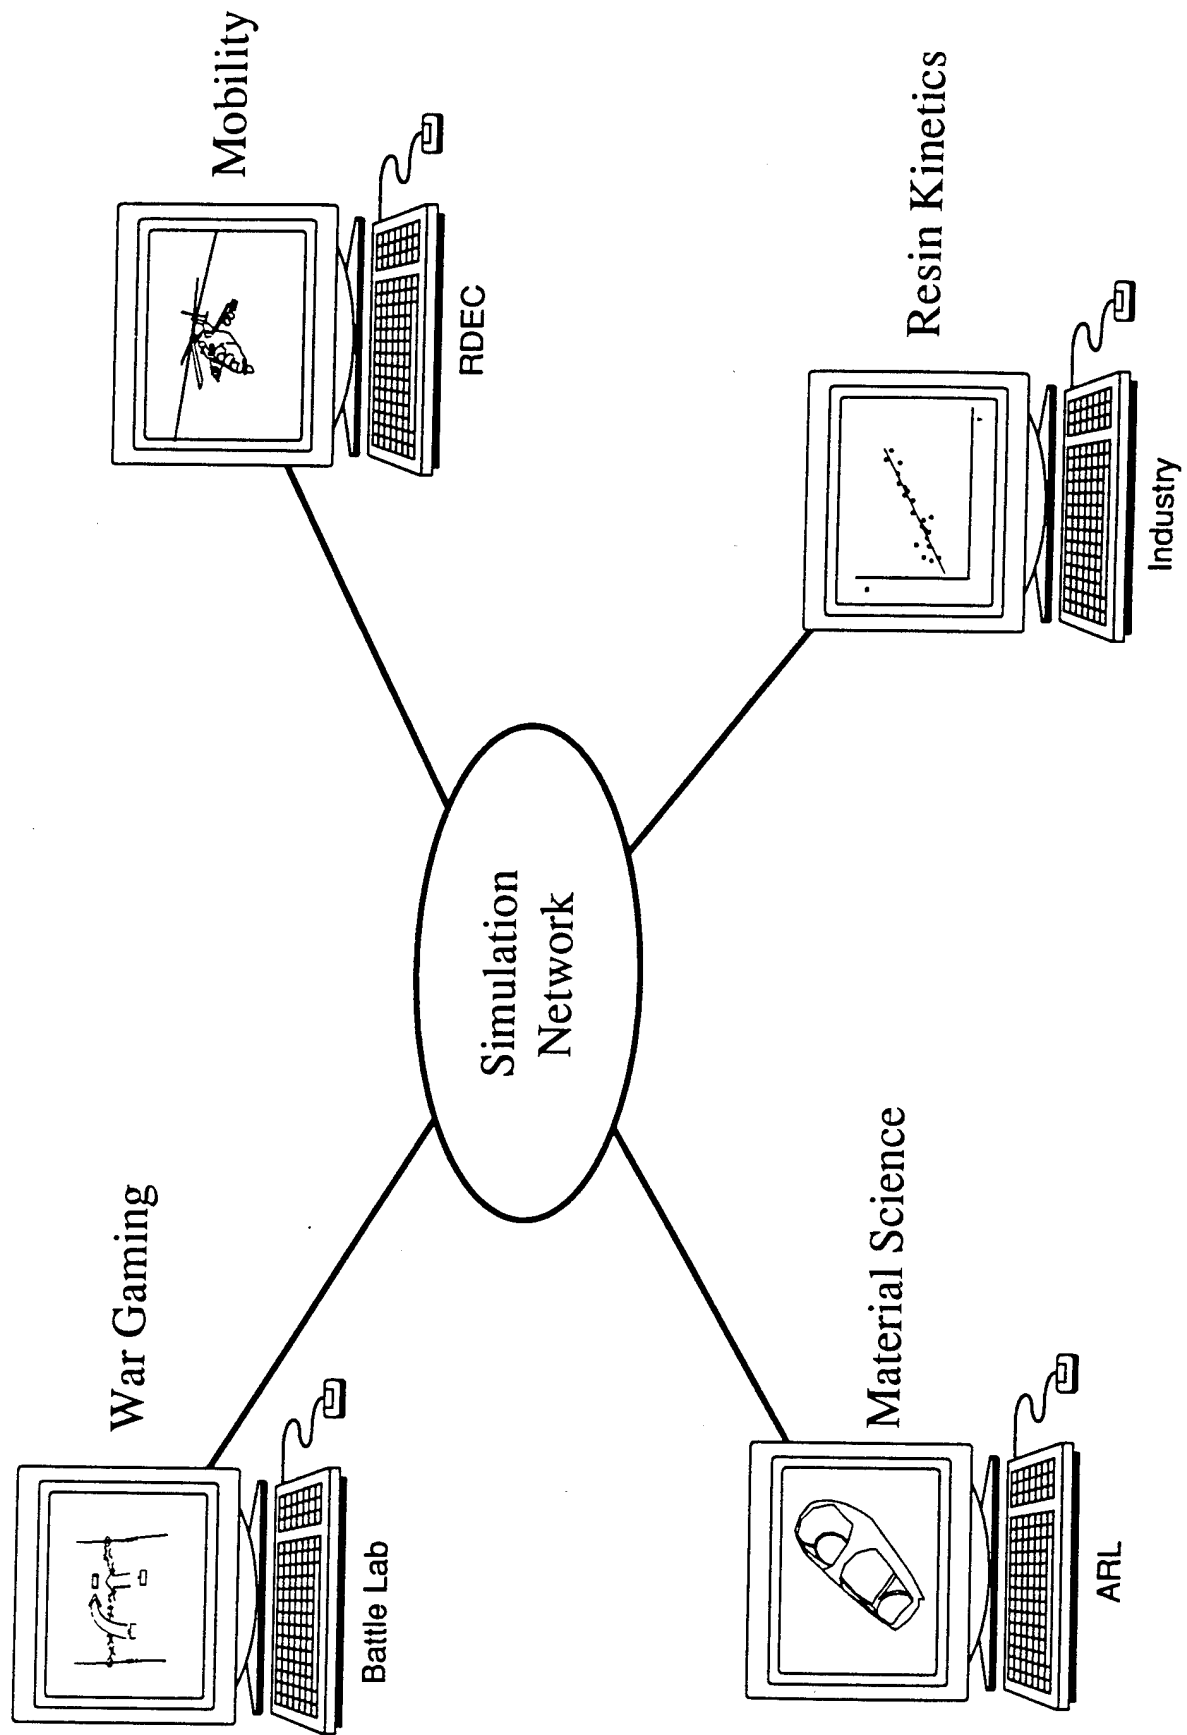 War Gaming
Battle Lab
Mobility
RDEC
Simulation
Network
Material Science
ARL
Resin Kinetics
Industry